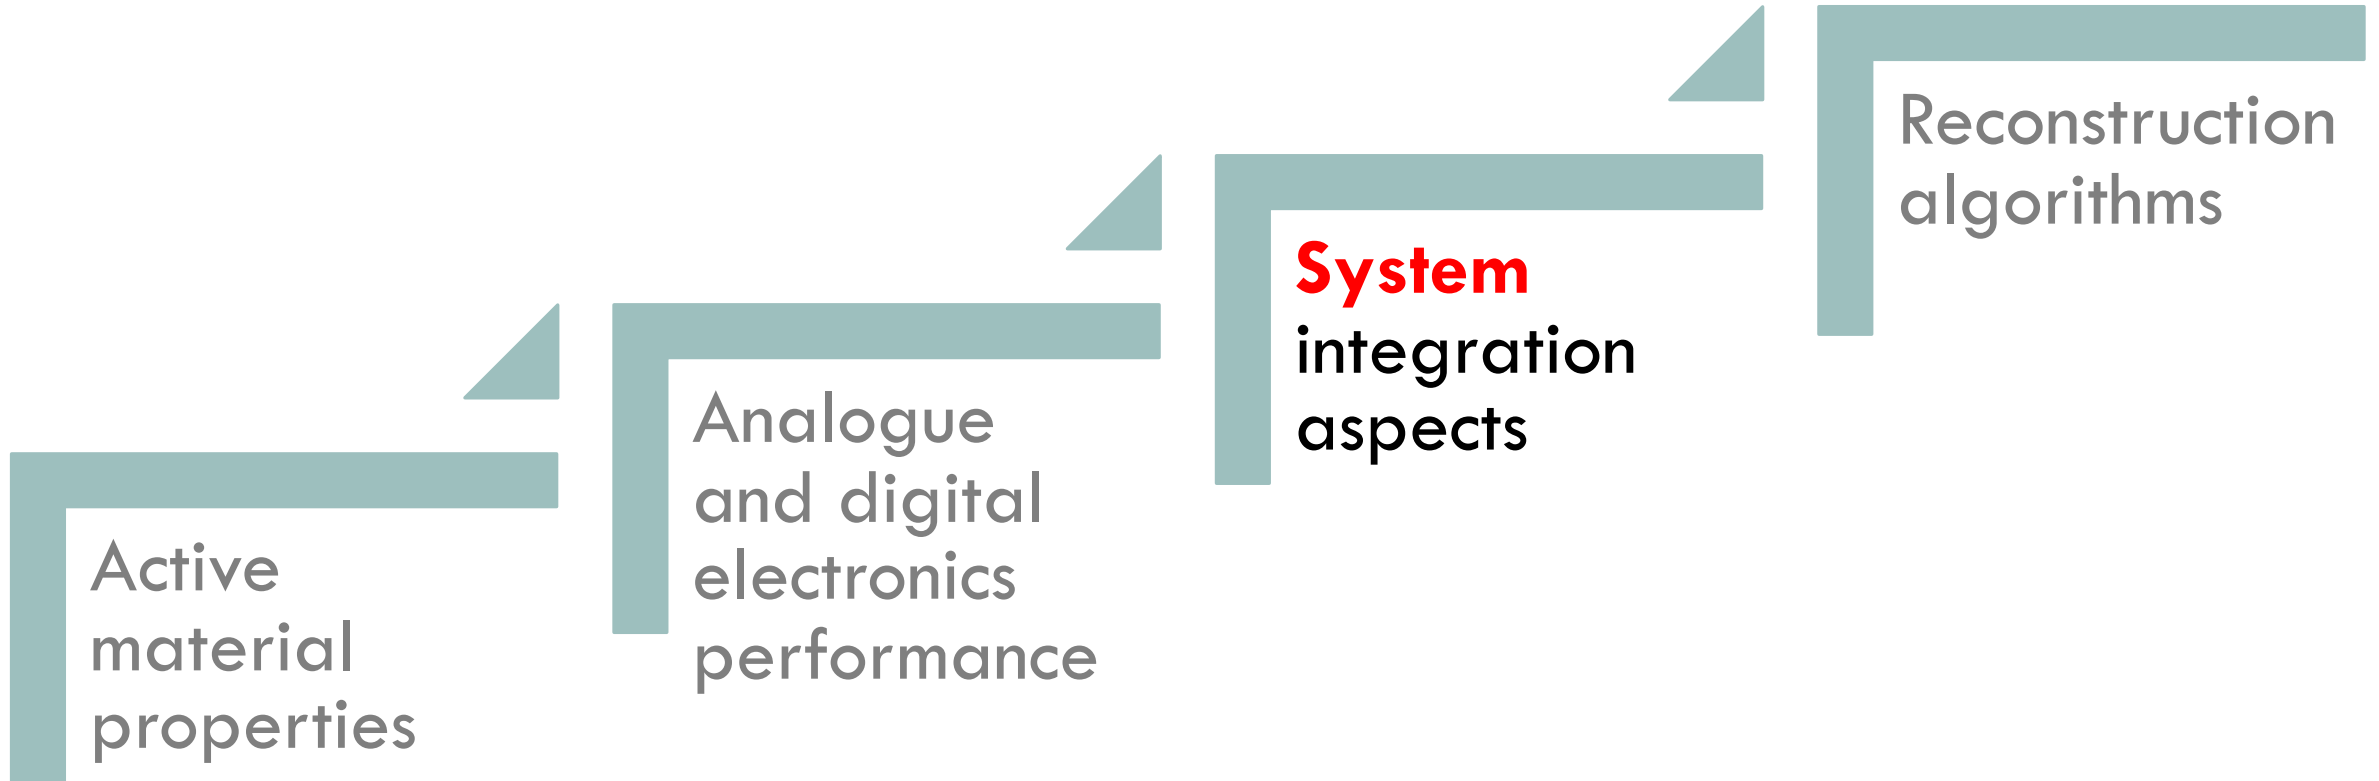 Active
material
properties
Analogue
and digital
electronics
performance
System
integration
aspects
Reconstruction
algorithms